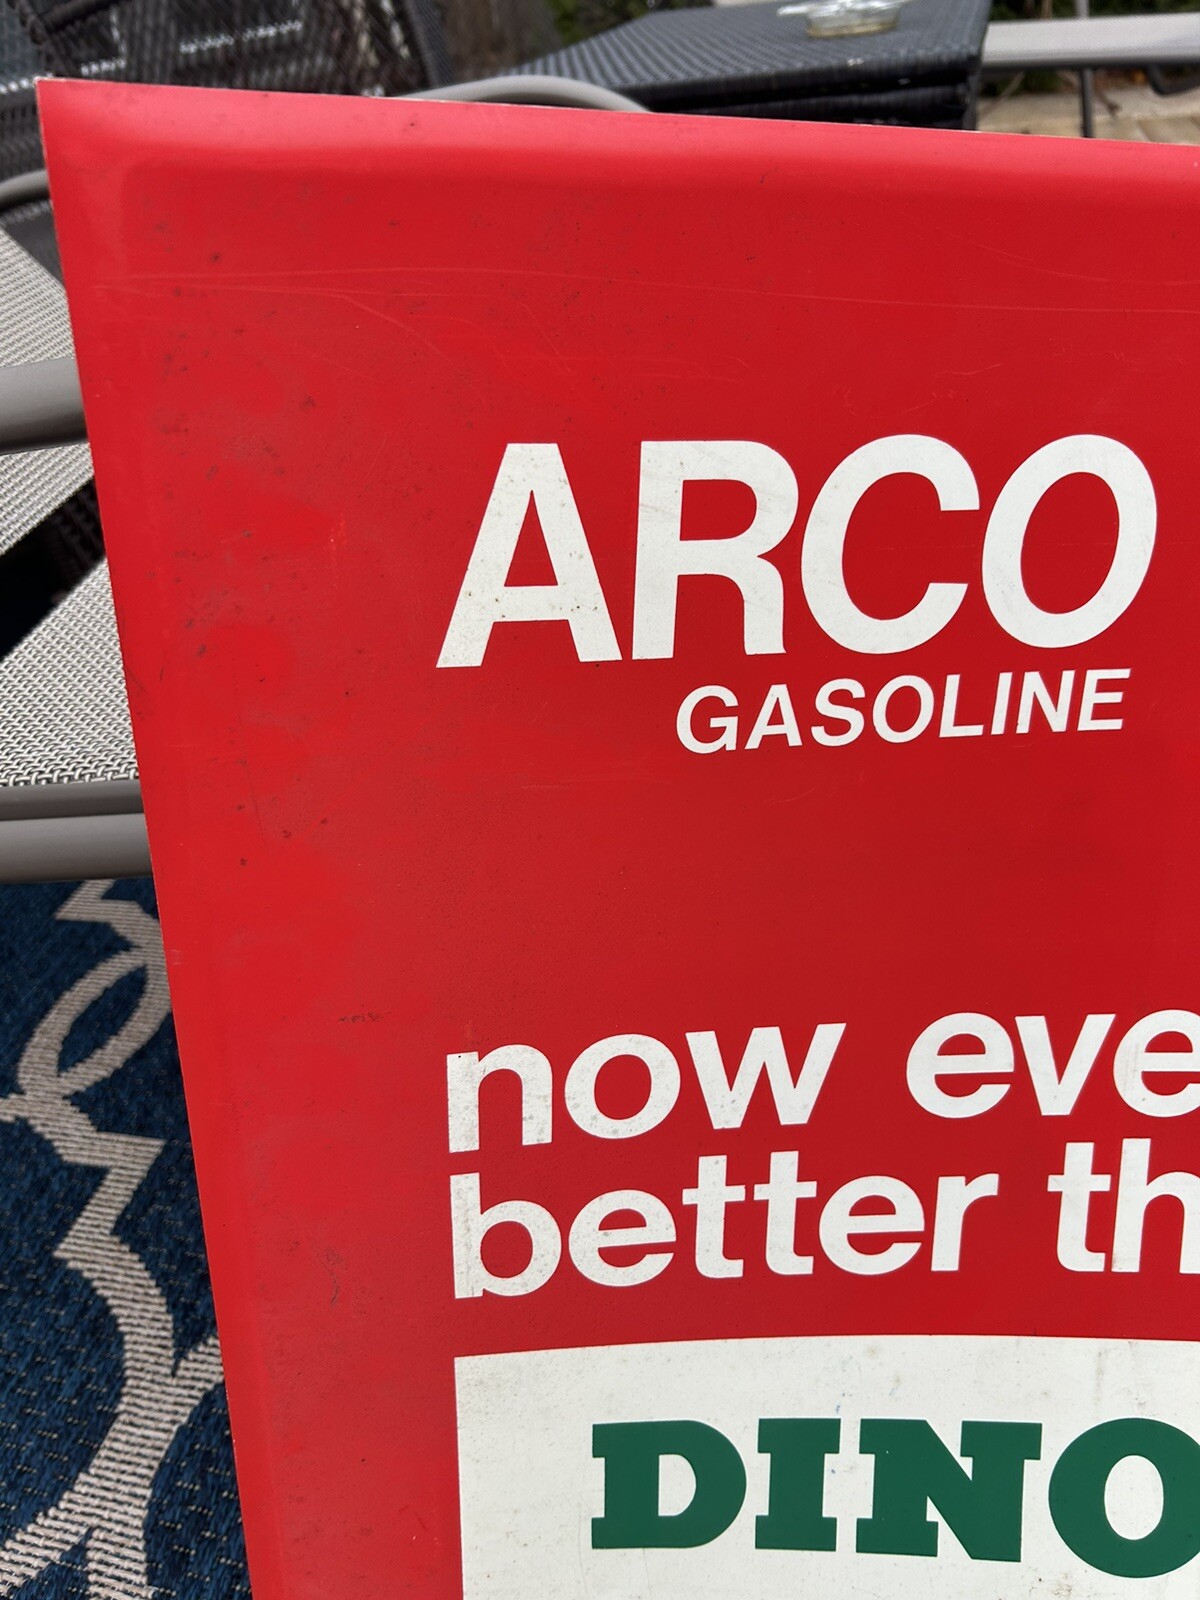 ARCO
GASOLINE
now eve
better th
DINO